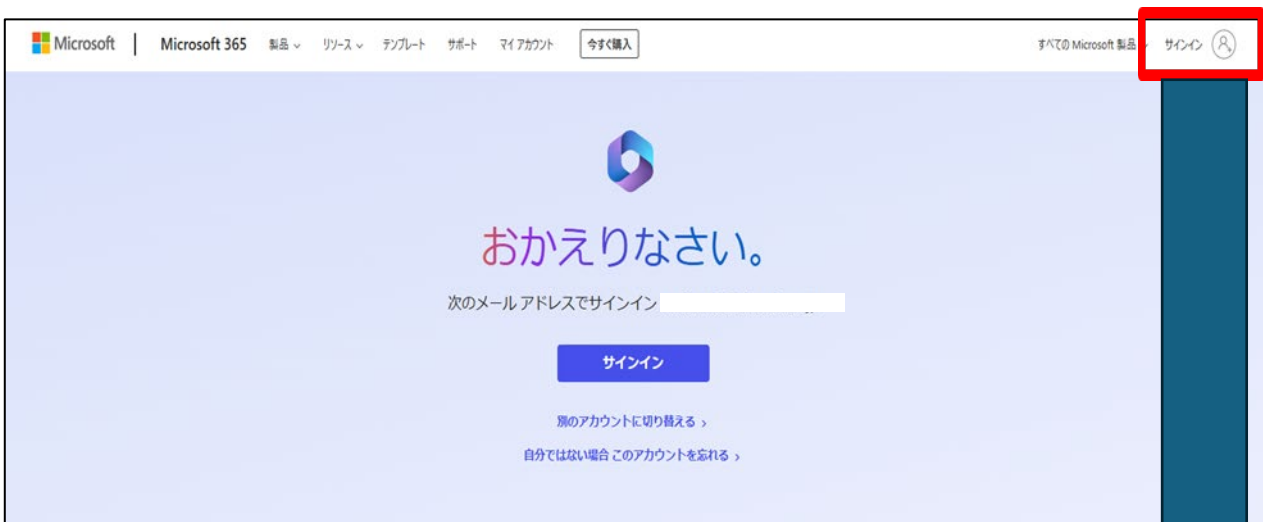 Microsoft | Microsoft 365 製品 リソース テンプレート サポート マイ アカウント 今すぐ購入 すべての Microsoft 製品 サインイン
おかえりなさい。
次のメール アドレスでサインイン
サインイン
別のアカウントに切り替える >
自分ではない場合 このアカウントを忘れる >